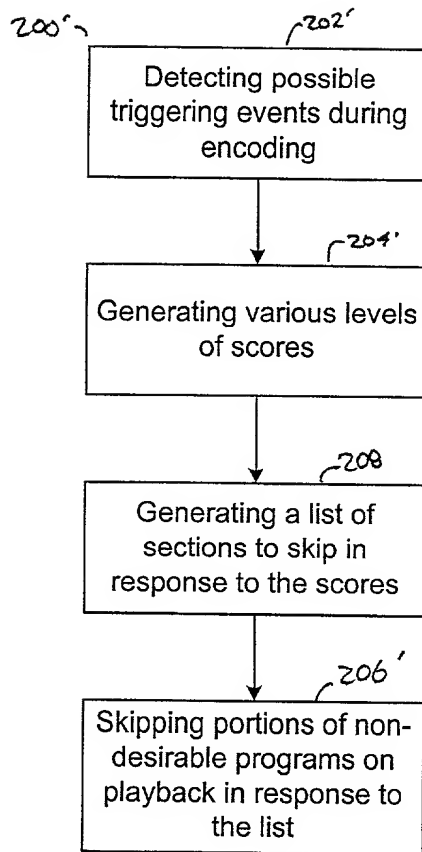 200'
202'
Detecting possible
triggering events during
encoding
204'
Generating various levels
of scores
208
Generating a list of
sections to skip in
response to the scores
206'
Skipping portions of non-
desirable programs on
playback in response to
the list